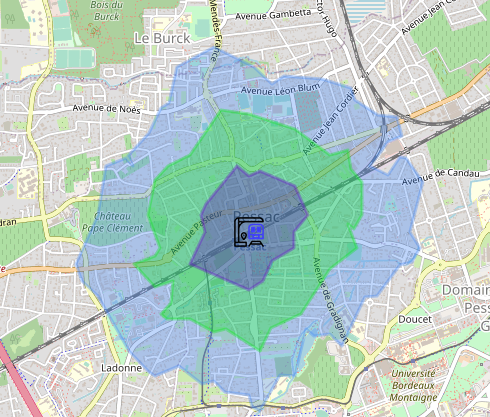 Bois du
Burck
Le Burck
Mendès-France
Avenue Gambetta
ctor Hugo
Avenue Jean Co
Avenue Léon Blum
Avenue de Noès
Avenue Jean Cordier
Avenue de Candau
Château
Pape Clément
Avenue Pasteur
Pessac
Pessac
dran
Avenue de Gradignan
Domain
Pess
G
Doucet
Ladonne
Université
Bordeaux
Montaigne